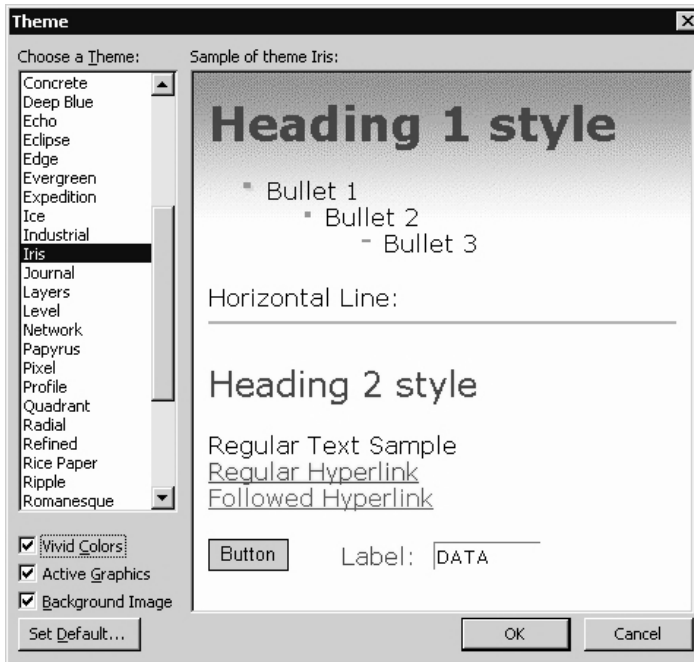 Theme
Choose a Theme:
Concrete
Deep Blue
Echo
Eclipse
Edge
Evergreen
Expedition
Ice
Industrial
Iris
Journal
Layers
Level
Network
Papyrus
Pixel
Profile
Quadrant
Radial
Refined
Rice Paper
Ripple
Romanesque
Vivid Colors
Active Graphics
Background Image
Set Default...
Sample of theme Iris:
Heading 1 style
Bullet 1
Bullet 2
Bullet 3
Horizontal Line:
Heading 2 style
Regular Text Sample
Regular Hyperlink
Followed Hyperlink
Button Label: DATA
OK Cancel